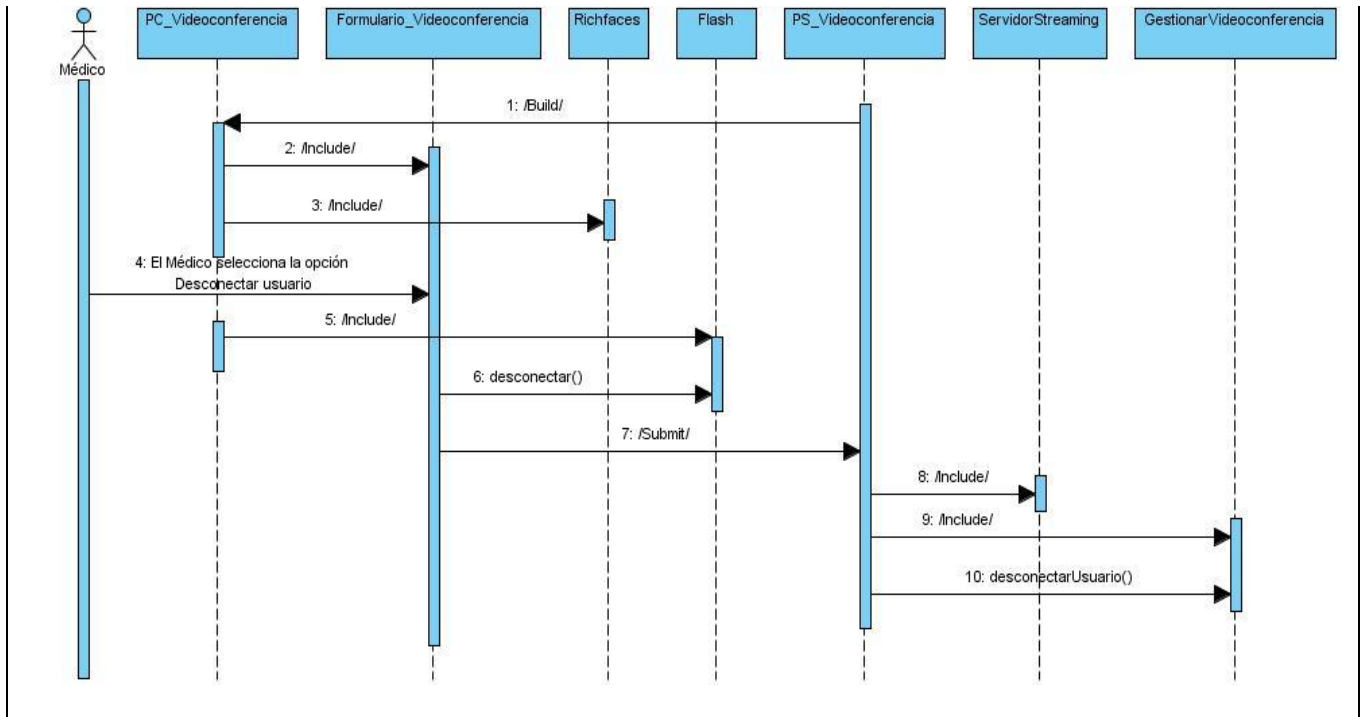 PC_Videoconferencia
Formulario_Videoconferencia
Richfaces
Flash
PS_Videoconferencia
ServidorStreaming
GestionarVideoconferencia
Médico
1: /Build/
2: /Include/
3: /Include/
4: El Médico selecciona la opción
Desconectar usuario
5: /Include/
6: desconectar()
7: /Submit/
8: /Include/
9: /Include/
10: desconectarUsuario()